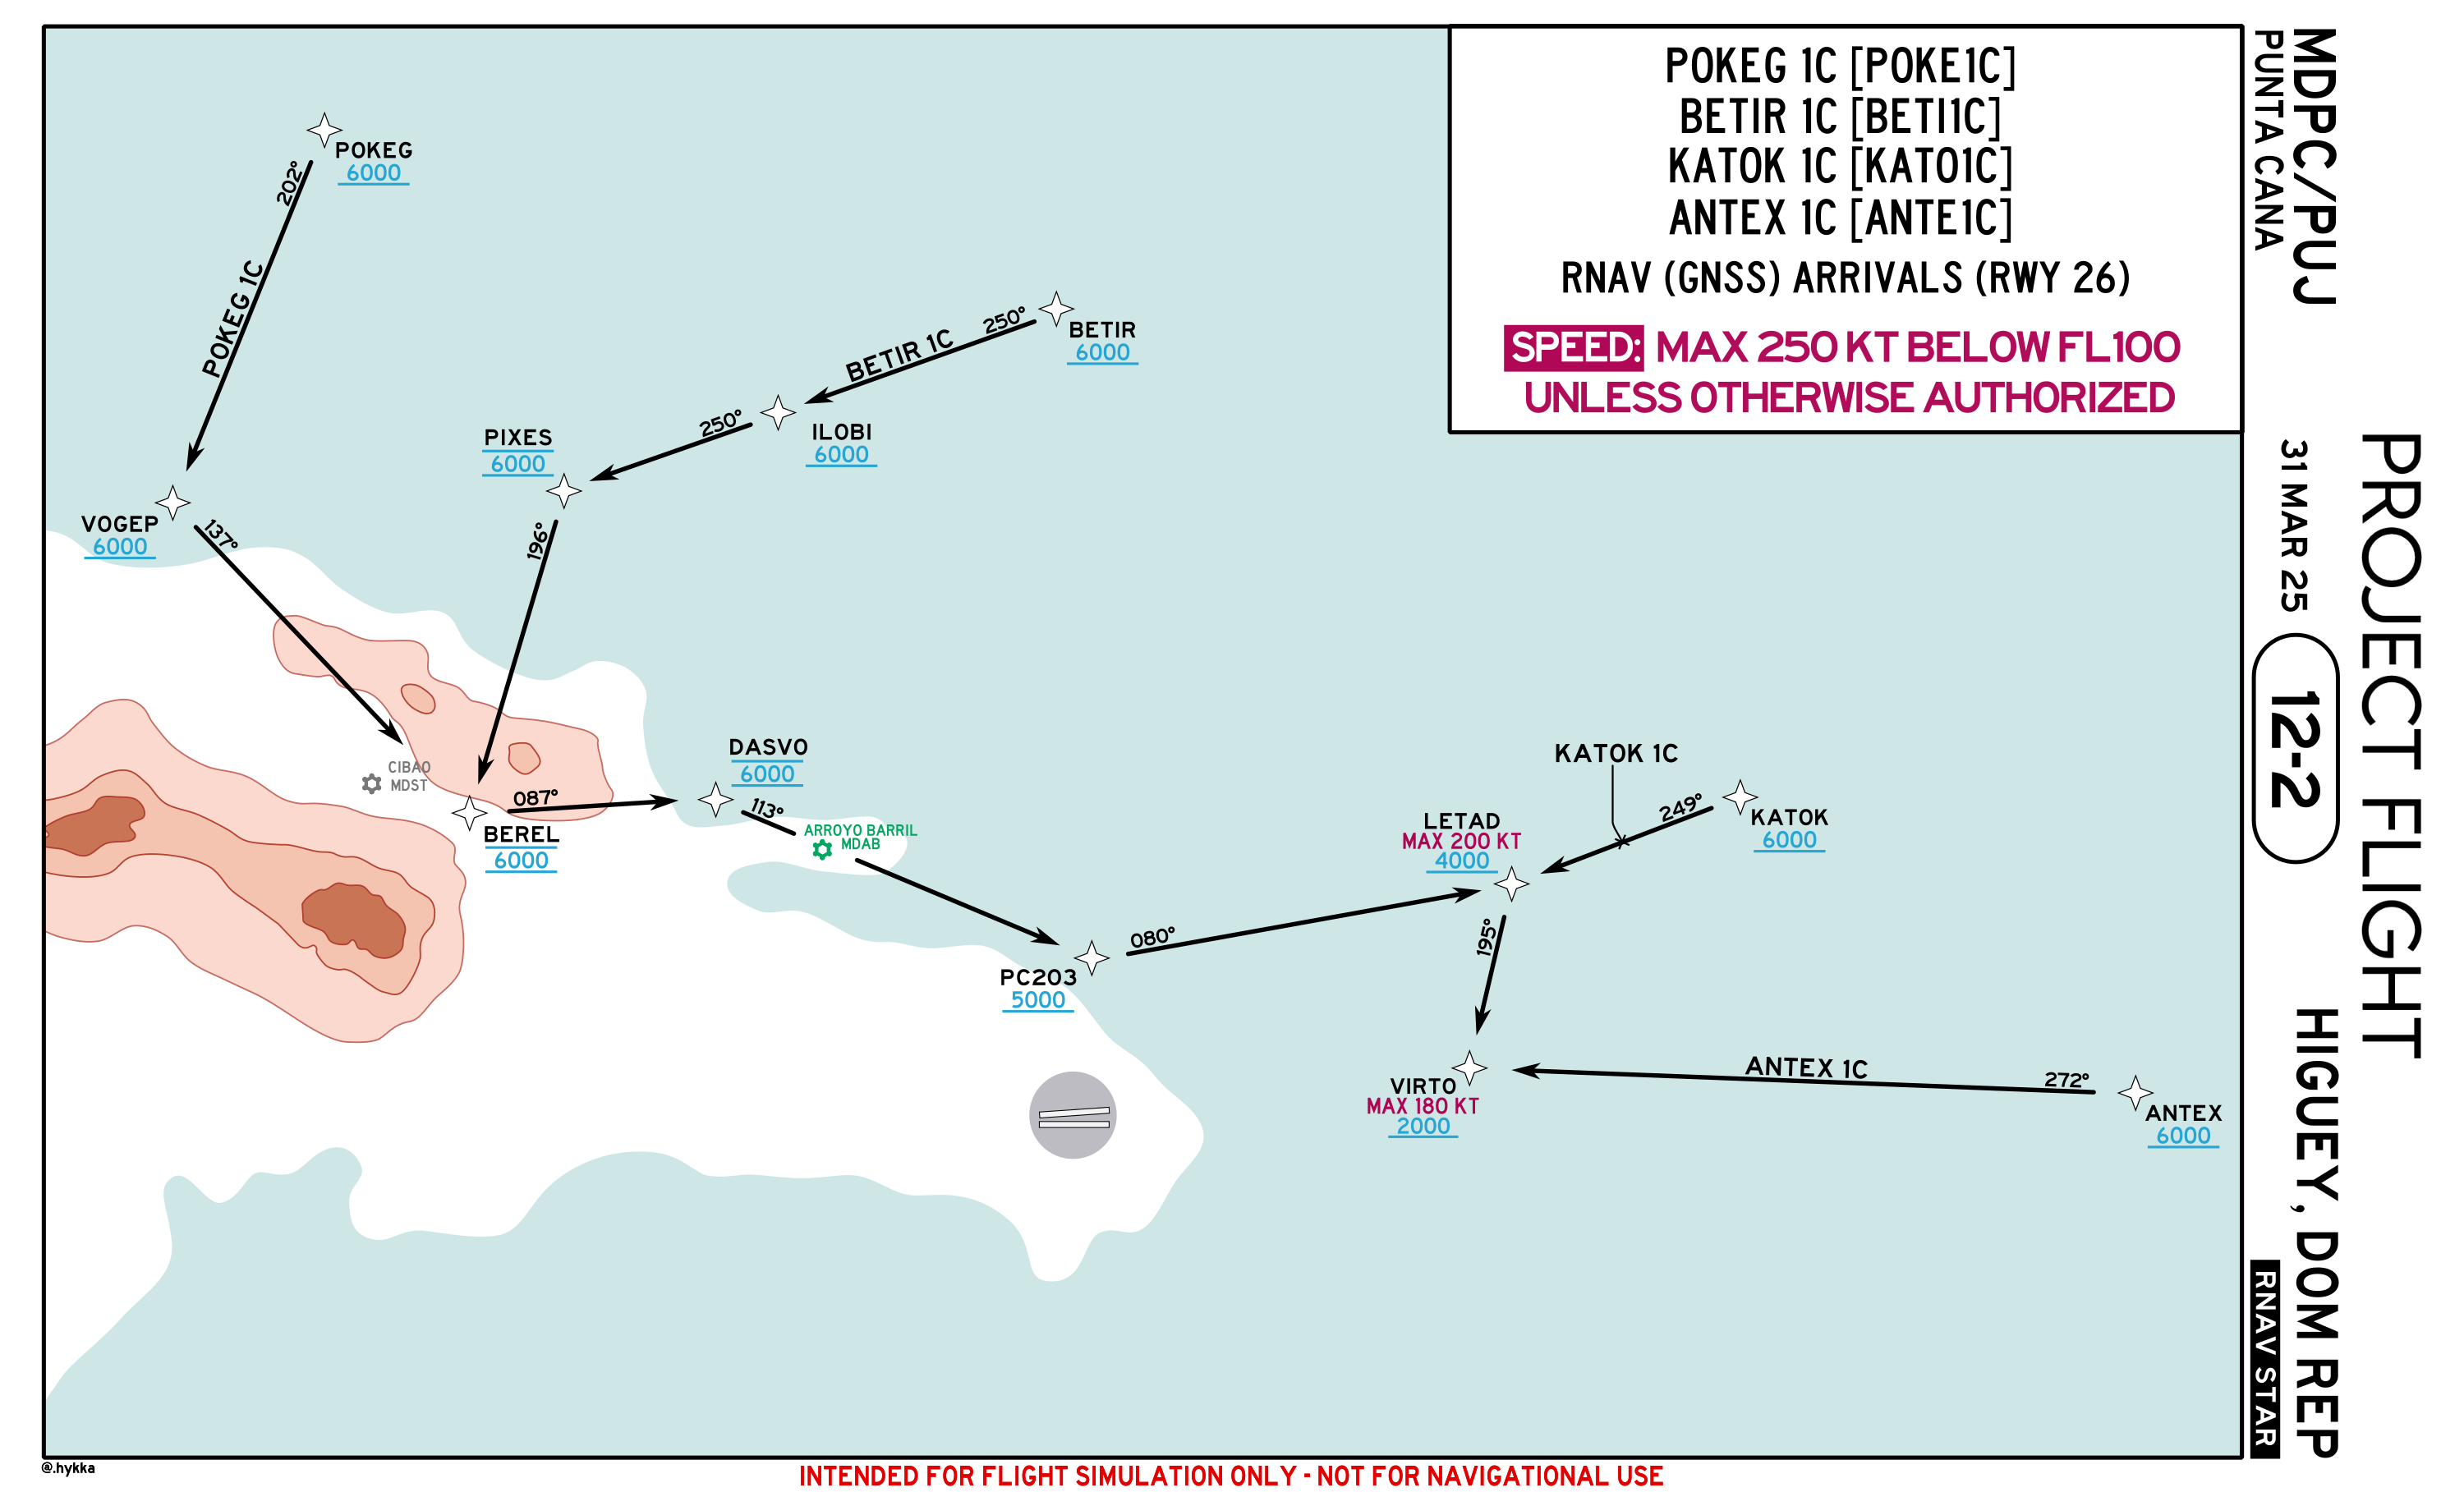 POKEG 1C [POKE1C]
BETIR 1C [BETI1C]
KATOK 1C [KATO1C]
ANTEX 1C [ANTE1C]
RNAV (GNSS) ARRIVALS (RWY 26)
SPEED: MAX 250 KT BELOW FL100
UNLESS OTHERWISE AUTHORIZED
MDPC/PUJ
PUNTA CANA
PROJECT FLIGHT
31 MAR 25
12-2
HIGUEY, DOM REP
RNAV STAR
POKEG
6000
202°
POKEG 1C
BETIR
6000
250°
BETIR 1C
ILOBI
6000
250°
PIXES
6000
196°
VOGEP
6000
137°
CIBAO
MDST
BEREL
6000
087°
DASVO
6000
113°
ARROYO BARRIL
MDAB
PC203
5000
080°
KATOK 1C
249°
KATOK
6000
LETAD
MAX 200 KT
4000
195°
VIRTO
MAX 180 KT
2000
ANTEX 1C
272°
ANTEX
6000
@.hykka
INTENDED FOR FLIGHT SIMULATION ONLY - NOT FOR NAVIGATIONAL USE